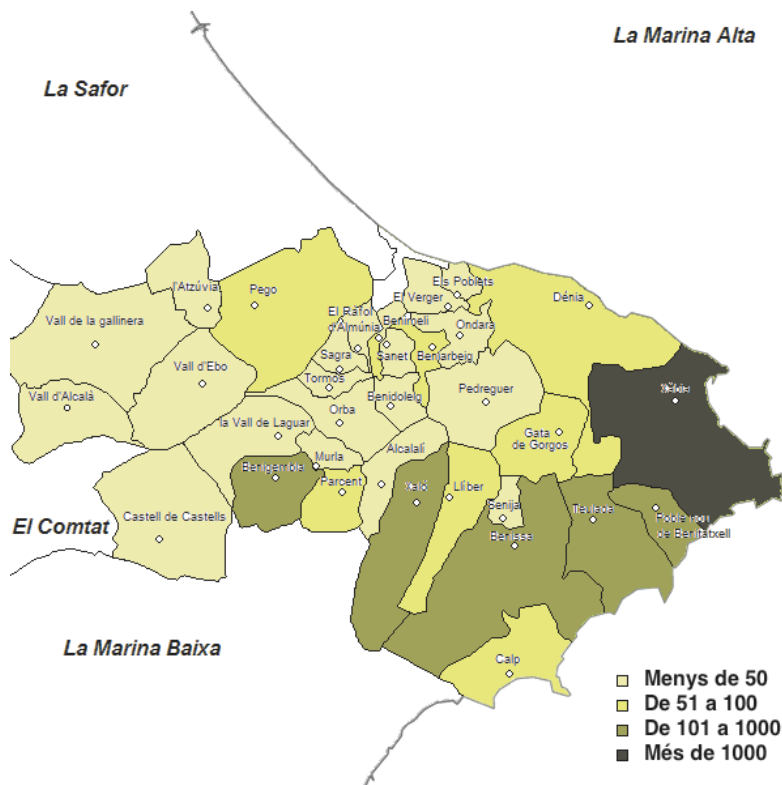 La Marina Alta
La Safor
l'Atzúvia
Pego
Els Poblets
El Verger
Dénia
Vall de la gallinera
El Ràfol
d'Almúnia
Benimeli
Ondara
Sagra
Sanet
Beniarbeig
Vall d'Ebo
Tormos
Vall d'Alcalà
Orba
Benidoleig
Pedreguer
Xàbia
la Vall de Laguar
Gata
de Gorgos
Murla
Alcalalí
Benigembla
Parcent
Xaló
Llíber
Senija
El Comtat
Castell de Castells
Teulada
Poble nou
de Benitatxell
Benissa
La Marina Baixa
Calp
Menys de 50
De 51 a 100
De 101 a 1000
Més de 1000